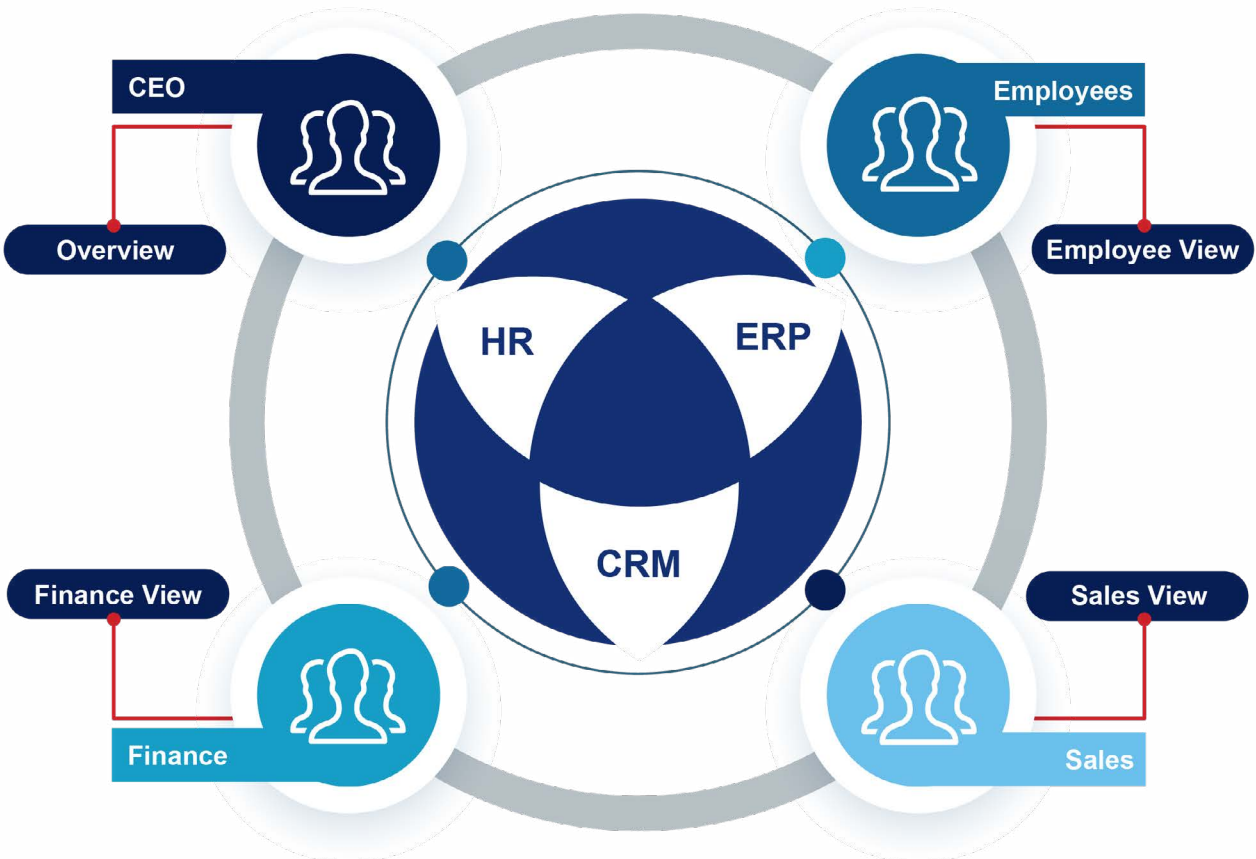 CEO
Employees
Overview
Employee View
HR
ERP
CRM
Finance View
Sales View
Finance
Sales